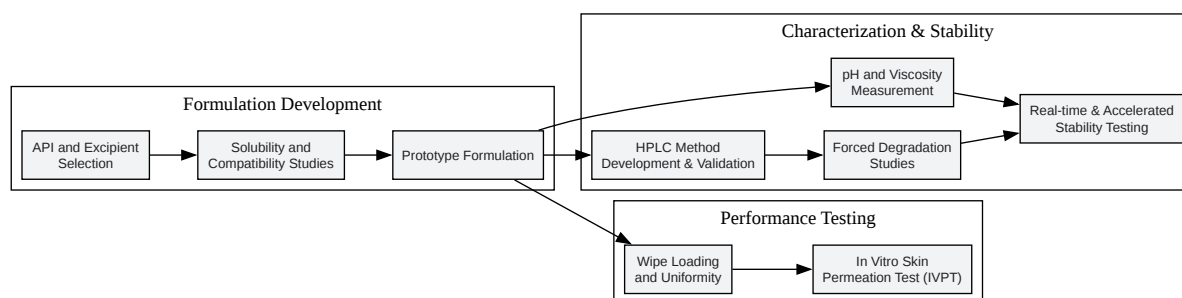 Formulation Development
API and Excipient
Selection
Solubility and
Compatibility Studies
Prototype Formulation
Characterization & Stability
pH and Viscosity
Measurement
HPLC Method
Development & Validation
Forced Degradation
Studies
Real-time & Accelerated
Stability Testing
Performance Testing
Wipe Loading
and Uniformity
In Vitro Skin
Permeation Test (IVPT)